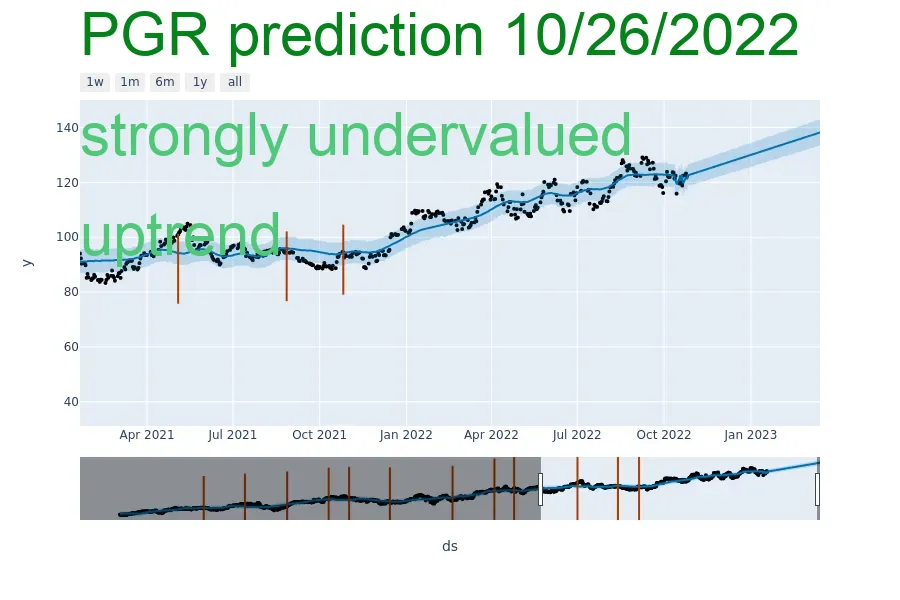 PGR prediction 10/26/2022
1w 1m 6m 1y all
strongly undervalued
uptrend
140
120
100
80
60
40
y
Apr 2021 Jul 2021 Oct 2021 Jan 2022 Apr 2022 Jul 2022 Oct 2022 Jan 2023
ds